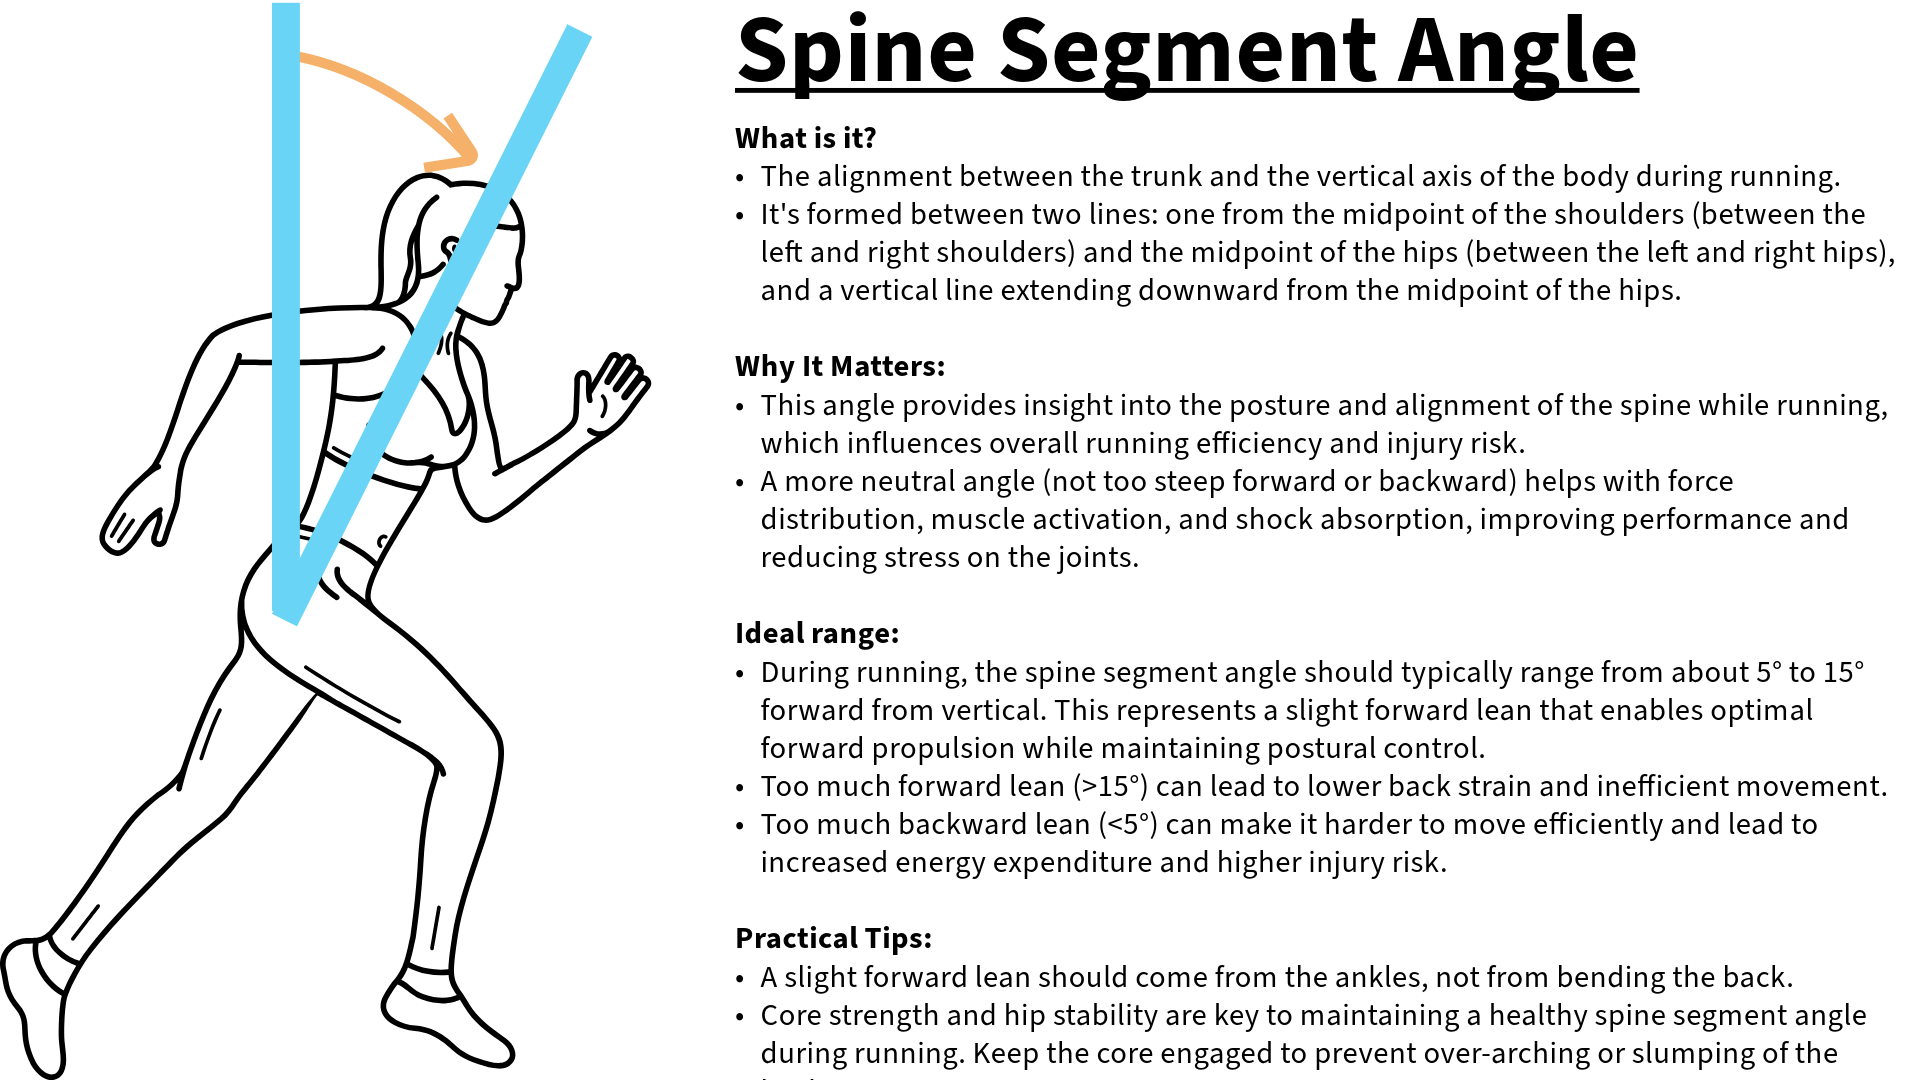 Spine Segment Angle
What is it?
• The alignment between the trunk and the vertical axis of the body during running.
• It's formed between two lines: one from the midpoint of the shoulders (between the
left and right shoulders) and the midpoint of the hips (between the left and right hips),
and a vertical line extending downward from the midpoint of the hips.
Why It Matters:
• This angle provides insight into the posture and alignment of the spine while running,
which influences overall running efficiency and injury risk.
• A more neutral angle (not too steep forward or backward) helps with force
distribution, muscle activation, and shock absorption, improving performance and
reducing stress on the joints.
Ideal range:
• During running, the spine segment angle should typically range from about 5° to 15°
forward from vertical. This represents a slight forward lean that enables optimal
forward propulsion while maintaining postural control.
• Too much forward lean (>15°) can lead to lower back strain and inefficient movement.
• Too much backward lean (<5°) can make it harder to move efficiently and lead to
increased energy expenditure and higher injury risk.
Practical Tips:
• A slight forward lean should come from the ankles, not from bending the back.
• Core strength and hip stability are key to maintaining a healthy spine segment angle
during running. Keep the core engaged to prevent over-arching or slumping of the